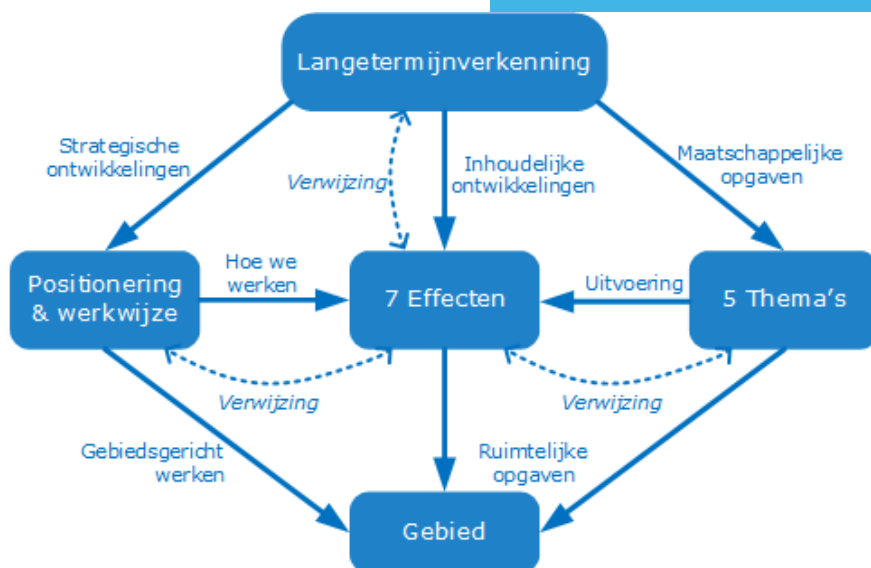 Langetermijnverkenning
Strategische
ontwikkelingen
Verwijzing
Inhoudelijke
ontwikkelingen
Maatschappelijke
opgaven
Positionering
& werkwijze
Hoe we
werken
7 Effecten
Uitvoering
5 Thema's
Verwijzing
Verwijzing
Gebiedsgericht
werken
Ruimtelijke
opgaven
Gebied